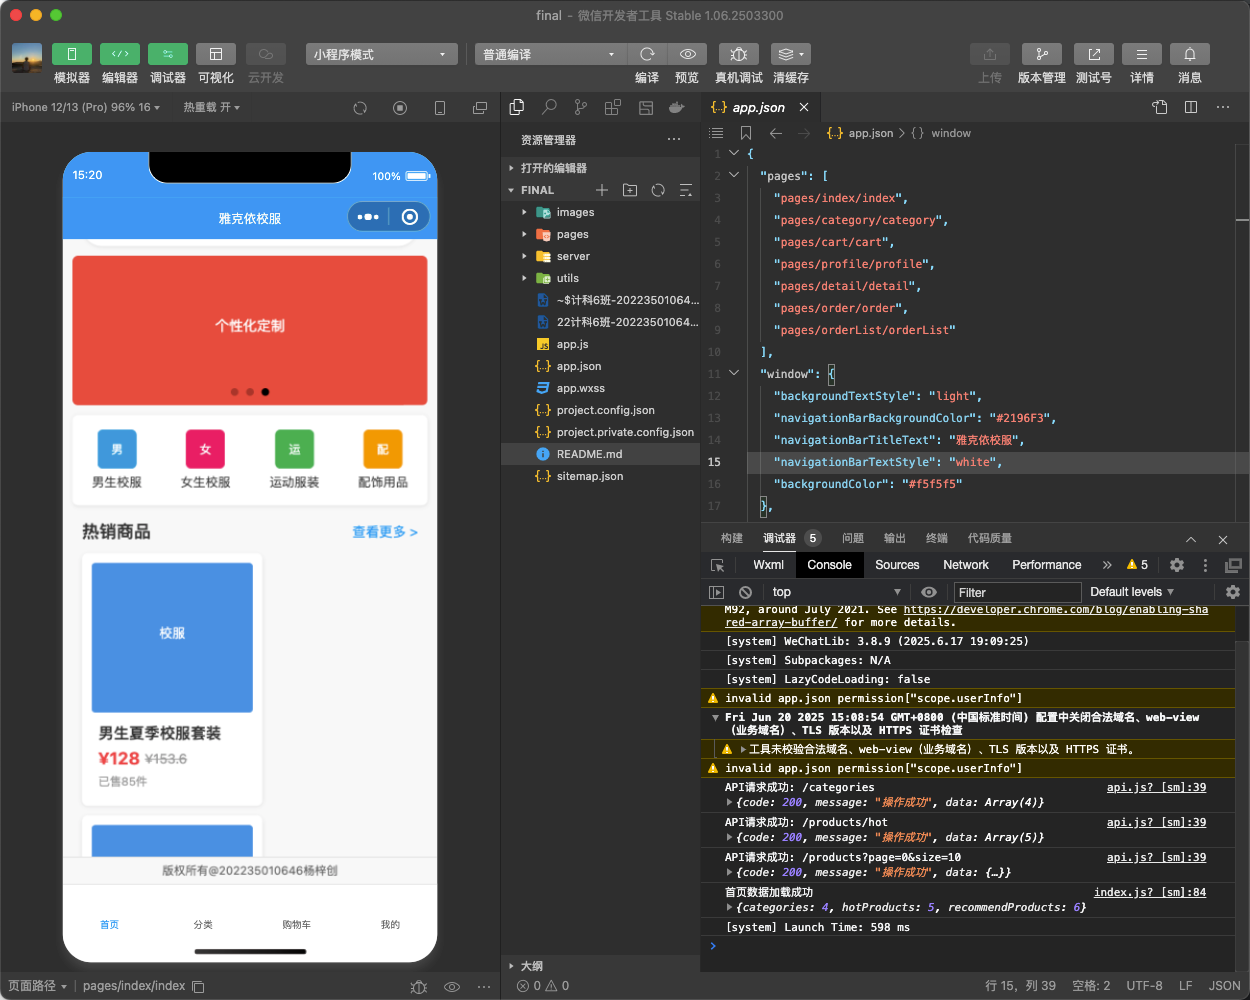 final - 微信开发者工具 Stable 1.06.2503300
模拟器 编辑器 调试器 可视化 云开发
小程序模式 普通编译
编译 预览 真机调试 清缓存
上传 版本管理 测试号 详情 消息
iPhone 12/13 (Pro) 96% 16 热重载 开
15:20 100%
雅克依校服
个性化定制
男 女 运 配
男生校服 女生校服 运动服装 配饰用品
热销商品 查看更多 >
校服
男生夏季校服套装
¥128 ¥153.6
已售85件
版权所有@202235010646杨梓创
首页 分类 购物车 我的
页面路径 pages/index/index
资源管理器
打开的编辑器
FINAL
images
pages
server
utils
~$计科6班-20223501064...
22计科6班-20223501064...
JS app.js
{..} app.json
app.wxss
{..} project.config.json
{..} project.private.config.json
README.md
{..} sitemap.json
大纲
0 0
{..} app.json
{..} app.json > { } window
1 {
2 "pages": [
3 "pages/index/index",
4 "pages/category/category",
5 "pages/cart/cart",
6 "pages/profile/profile",
7 "pages/detail/detail",
8 "pages/order/order",
9 "pages/orderList/orderList"
10 ],
11 "window": {
12 "backgroundTextStyle": "light",
13 "navigationBarBackgroundColor": "#2196F3",
14 "navigationBarTitleText": "雅克依校服",
15 "navigationBarTextStyle": "white",
16 "backgroundColor": "#f5f5f5"
17 },
构建 调试器 5 问题 输出 终端 代码质量
Wxml Console Sources Network Performance » 5
top Filter Default levels
M92, around July 2021. See https://developer.chrome.com/blog/enabling-sha
red-array-buffer/ for more details.
[system] WeChatLib: 3.8.9 (2025.6.17 19:09:25)
[system] Subpackages: N/A
[system] LazyCodeLoading: false
invalid app.json permission["scope.userInfo"]
Fri Jun 20 2025 15:08:54 GMT+0800 (中国标准时间) 配置中关闭合法域名、web-view
（业务域名）、TLS 版本以及 HTTPS 证书检查
工具未校验合法域名、web-view（业务域名）、TLS 版本以及 HTTPS 证书。
invalid app.json permission["scope.userInfo"]
API请求成功: /categories api.js? [sm]:39
{code: 200, message: "操作成功", data: Array(4)}
API请求成功: /products/hot api.js? [sm]:39
{code: 200, message: "操作成功", data: Array(5)}
API请求成功: /products?page=0&size=10 api.js? [sm]:39
{code: 200, message: "操作成功", data: {…}}
首页数据加载成功 index.js? [sm]:84
{categories: 4, hotProducts: 5, recommendProducts: 6}
[system] Launch Time: 598 ms
>
行 15，列 39 空格: 2 UTF-8 LF JSON